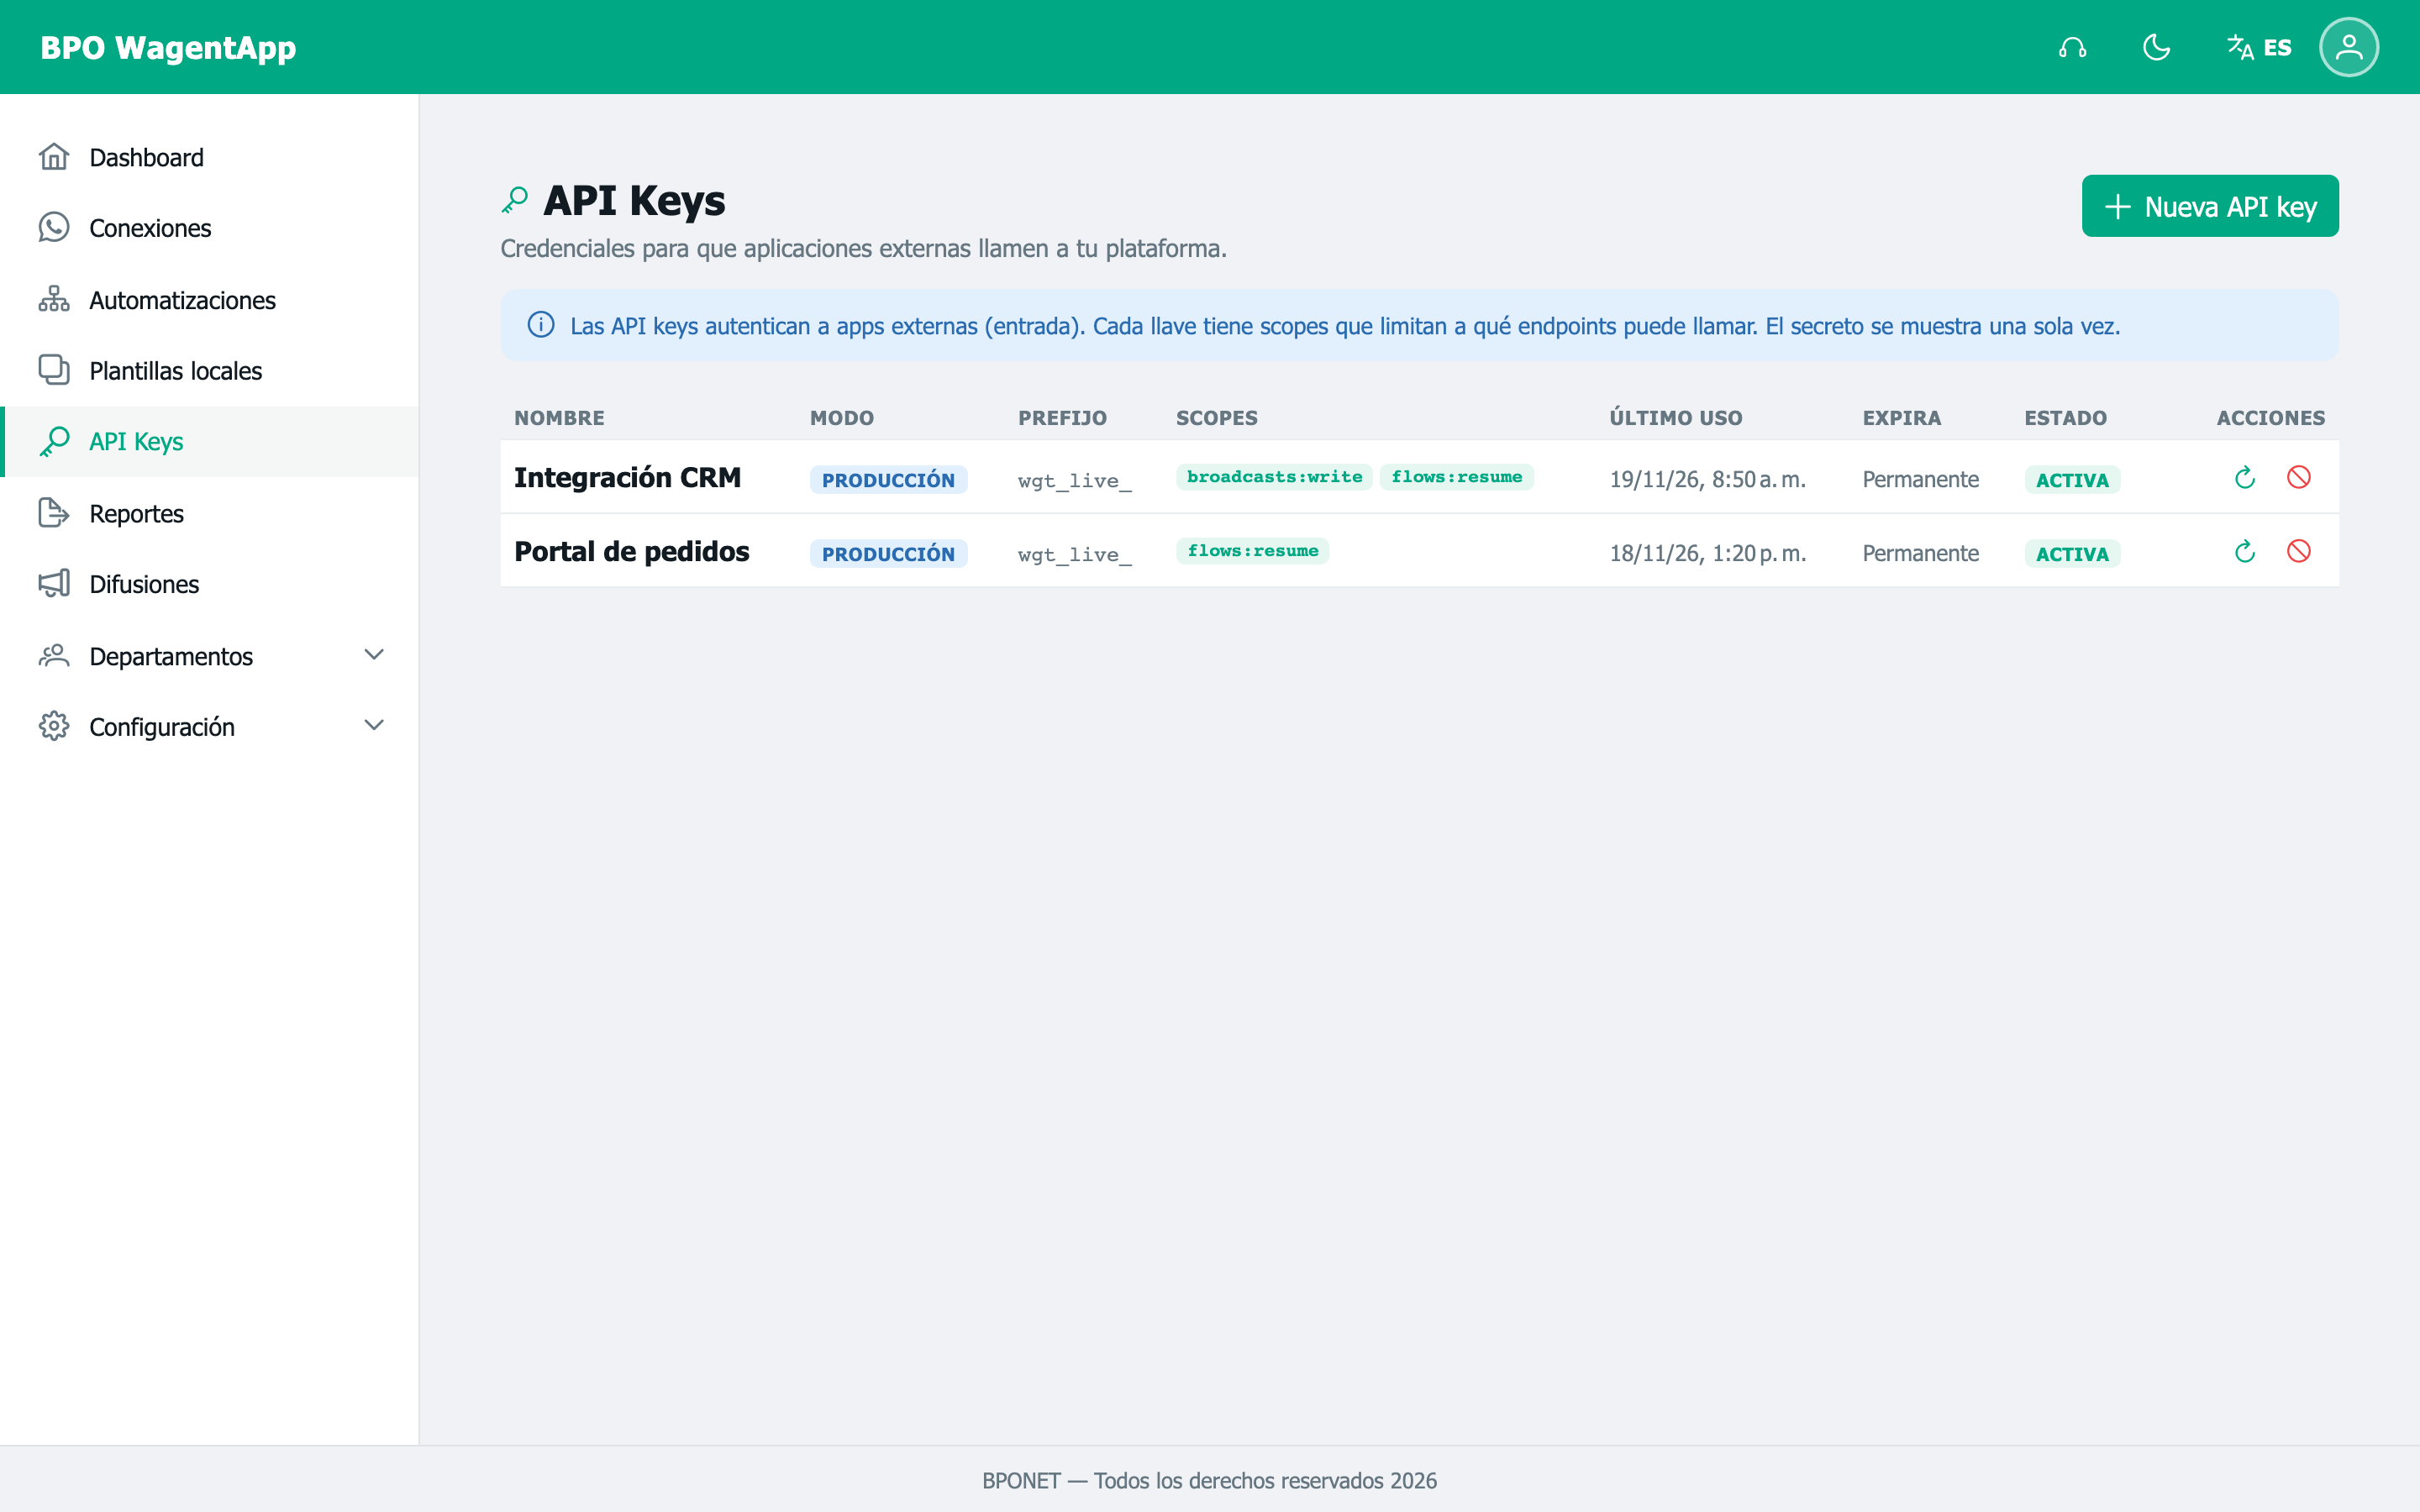 BPO WagentApp
ES
Dashboard
Conexiones
Automatizaciones
Plantillas locales
API Keys
Reportes
Difusiones
Departamentos
Configuración
API Keys
Credenciales para que aplicaciones externas llamen a tu plataforma.
Nueva API key
Las API keys autentican a apps externas (entrada). Cada llave tiene scopes que limitan a qué endpoints puede llamar. El secreto se muestra una sola vez.
NOMBRE MODO PREFIJO SCOPES ÚLTIMO USO EXPIRA ESTADO ACCIONES
Integración CRM PRODUCCIÓN wgt_live_ broadcasts:write flows:resume 19/11/26, 8:50 a. m. Permanente ACTIVA
Portal de pedidos PRODUCCIÓN wgt_live_ flows:resume 18/11/26, 1:20 p. m. Permanente ACTIVA
BPONET — Todos los derechos reservados 2026